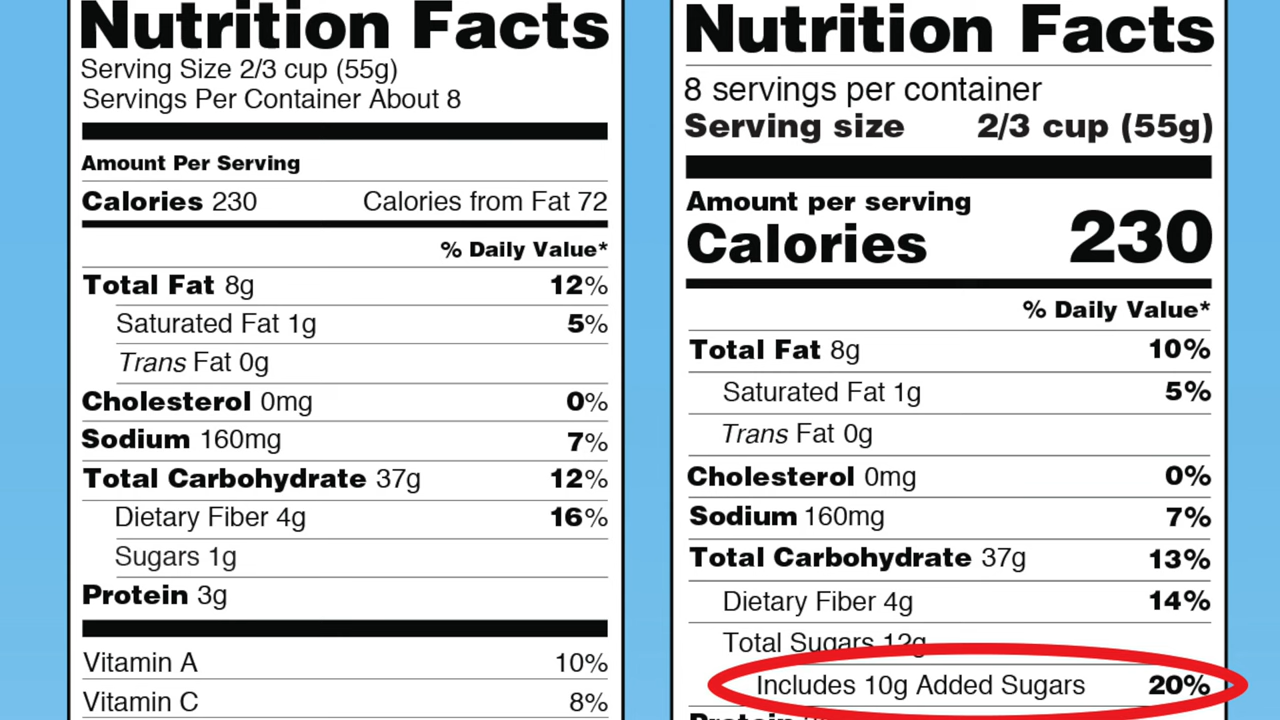 Nutrition Facts
Serving Size 2/3 cup (55g)
Servings Per Container About 8
Amount Per Serving
Calories 230 Calories from Fat 72
% Daily Value*
Total Fat 8g 12%
Saturated Fat 1g 5%
Trans Fat 0g
Cholesterol 0mg 0%
Sodium 160mg 7%
Total Carbohydrate 37g 12%
Dietary Fiber 4g 16%
Sugars 1g
Protein 3g
Vitamin A 10%
Vitamin C 8%
Nutrition Facts
8 servings per container
Serving size 2/3 cup (55g)
Amount per serving
Calories 230
% Daily Value*
Total Fat 8g 10%
Saturated Fat 1g 5%
Trans Fat 0g
Cholesterol 0mg 0%
Sodium 160mg 7%
Total Carbohydrate 37g 13%
Dietary Fiber 4g 14%
Total Sugars 12g
Includes 10g Added Sugars 20%
Protein